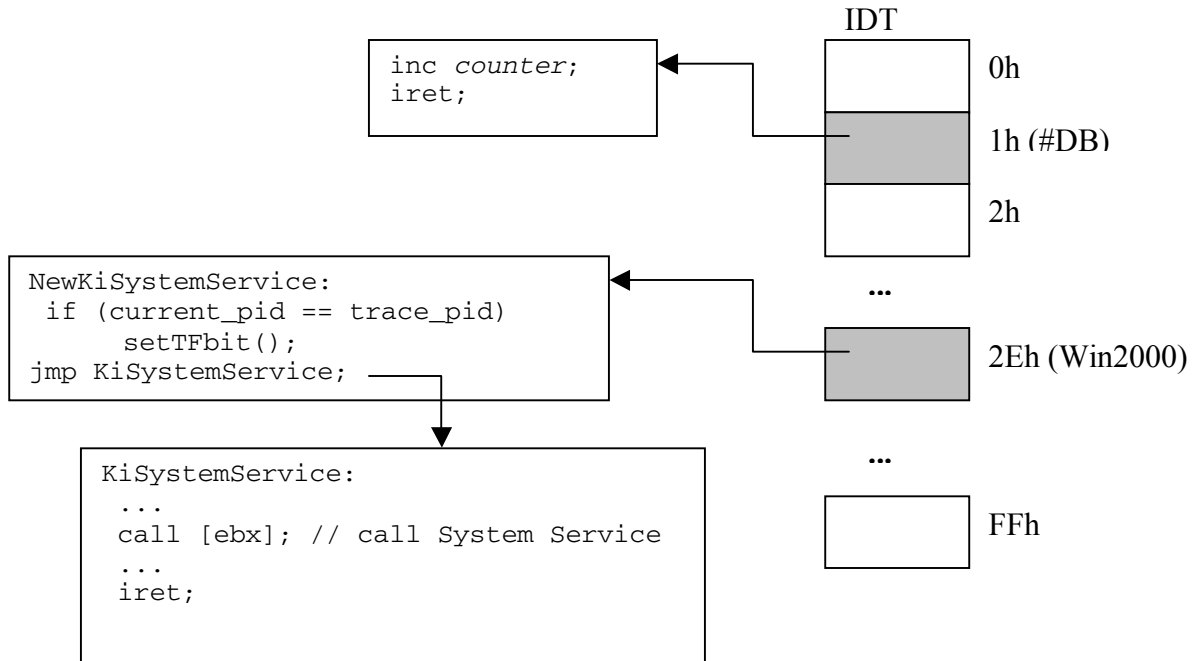 IDT
inc counter;
iret;
0h
1h (#DB)
2h
...
NewKiSystemService:
if (current_pid == trace_pid)
setTFbit();
jmp KiSystemService;
2Eh (Win2000)
...
KiSystemService:
...
call [ebx]; // call System Service
...
iret;
FFh